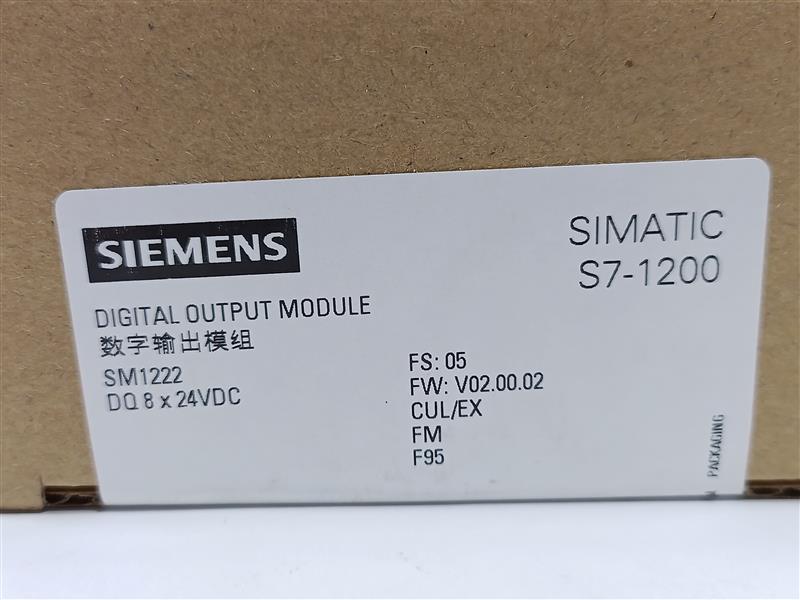 SIEMENS
SIMATIC
S7-1200
DIGITAL OUTPUT MODULE
数字输出模组
SM1222
DQ 8 x 24VDC
FS: 05
FW: V02.00.02
CUL/EX
FM
F95
PACKAGING